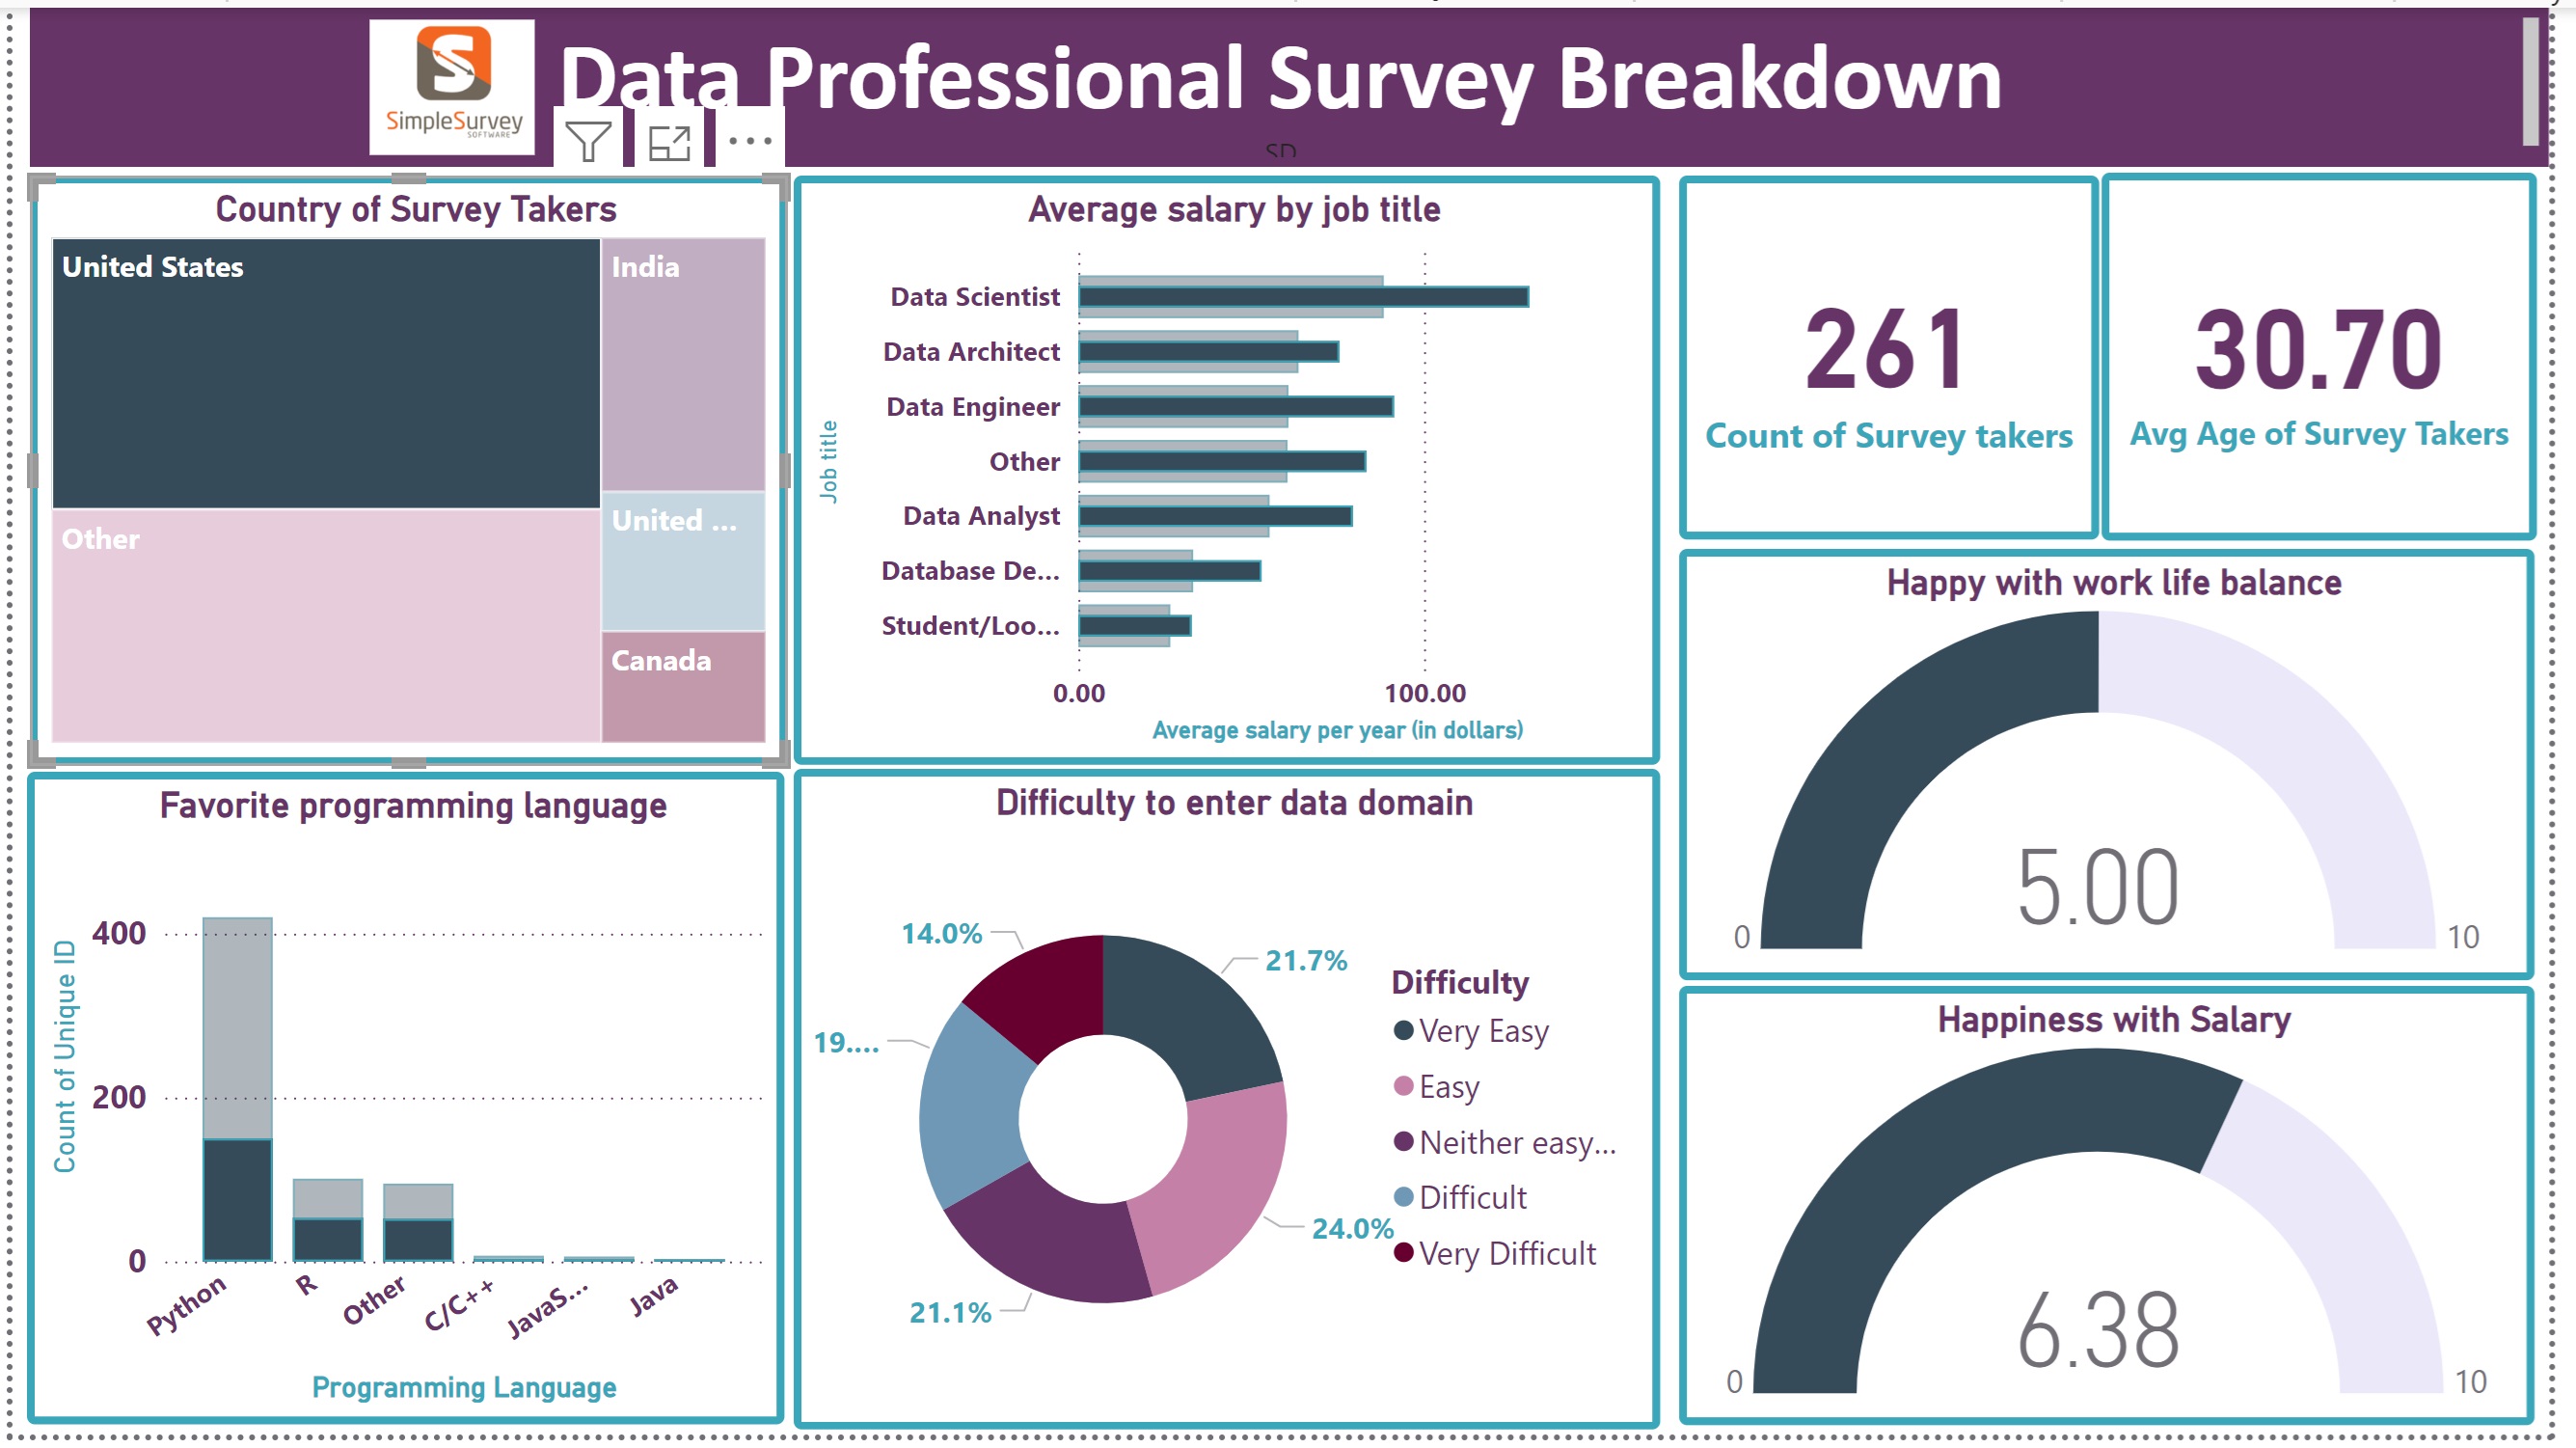 SimpleSurvey
SOFTWARE
Data Professional Survey Breakdown
SD
Country of Survey Takers
United States
India
Other
United ...
Canada
Average salary by job title
Job title
Data Scientist
Data Architect
Data Engineer
Other
Data Analyst
Database De...
Student/Loo...
0.00
100.00
Average salary per year (in dollars)
261
Count of Survey takers
30.70
Avg Age of Survey Takers
Happy with work life balance
5.00
0
10
Favorite programming language
Count of Unique ID
400
200
0
Python
R
Other
C/C++
JavaS...
Java
Programming Language
Difficulty to enter data domain
14.0%
21.7%
19....
24.0%
21.1%
Difficulty
Very Easy
Easy
Neither easy...
Difficult
Very Difficult
Happiness with Salary
6.38
0
10